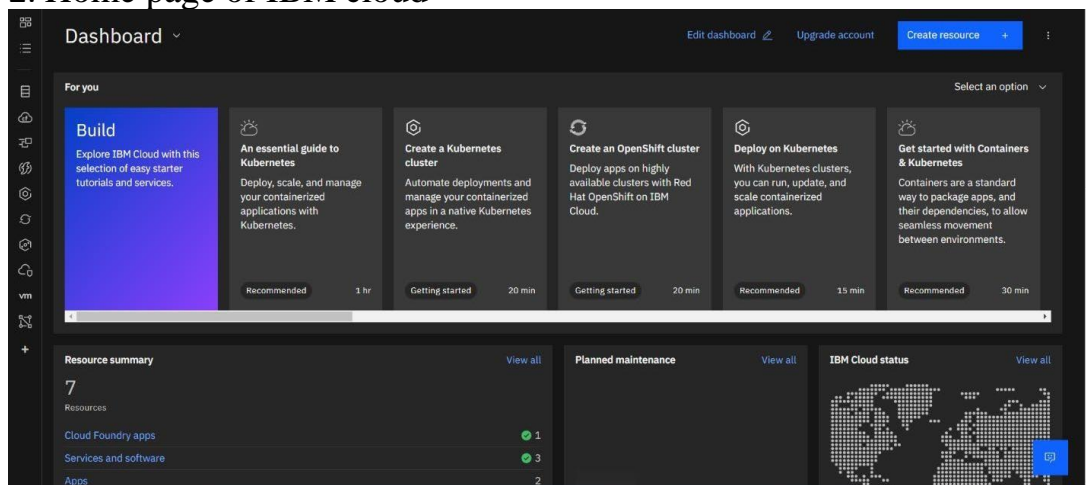 2. Home page of IBM cloud
Dashboard
Edit dashboard
Upgrade account
Create resource +
For you
Select an option
Build
Explore IBM Cloud with this
selection of easy starter
tutorials and services.
An essential guide to
Kubernetes
Deploy, scale, and manage
your containerized
applications with
Kubernetes.
Recommended
1 hr
Create a Kubernetes
cluster
Automate deployments and
manage your containerized
apps in a native Kubernetes
experience.
Getting started
20 min
Create an OpenShift cluster
Deploy apps on highly
available clusters with Red
Hat OpenShift on IBM
Cloud.
Getting started
20 min
Deploy on Kubernetes
With Kubernetes clusters,
you can run, update, and
scale containerized
applications.
Recommended
15 min
Get started with Containers
& Kubernetes
Containers are a standard
way to package apps, and
their dependencies, to allow
seamless movement
between environments.
Recommended
30 min
vm
Resource summary
View all
7
Resources
Cloud Foundry apps
1
Services and software
3
Apps
2
Planned maintenance
View all
IBM Cloud status
View all